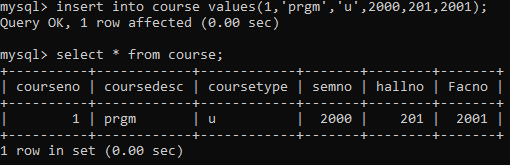 mysql> insert into course values(1,'prgm','u',2000,201,2001);
Query OK, 1 row affected (0.00 sec)
mysql> select * from course;
+----------+------------+------------+-------+--------+-------+
| courseno | coursedesc | coursetype | semno | hallno | Facno |
+----------+------------+------------+-------+--------+-------+
|        1 | prgm       | u          |  2000 |    201 |  2001 |
+----------+------------+------------+-------+--------+-------+
1 row in set (0.00 sec)